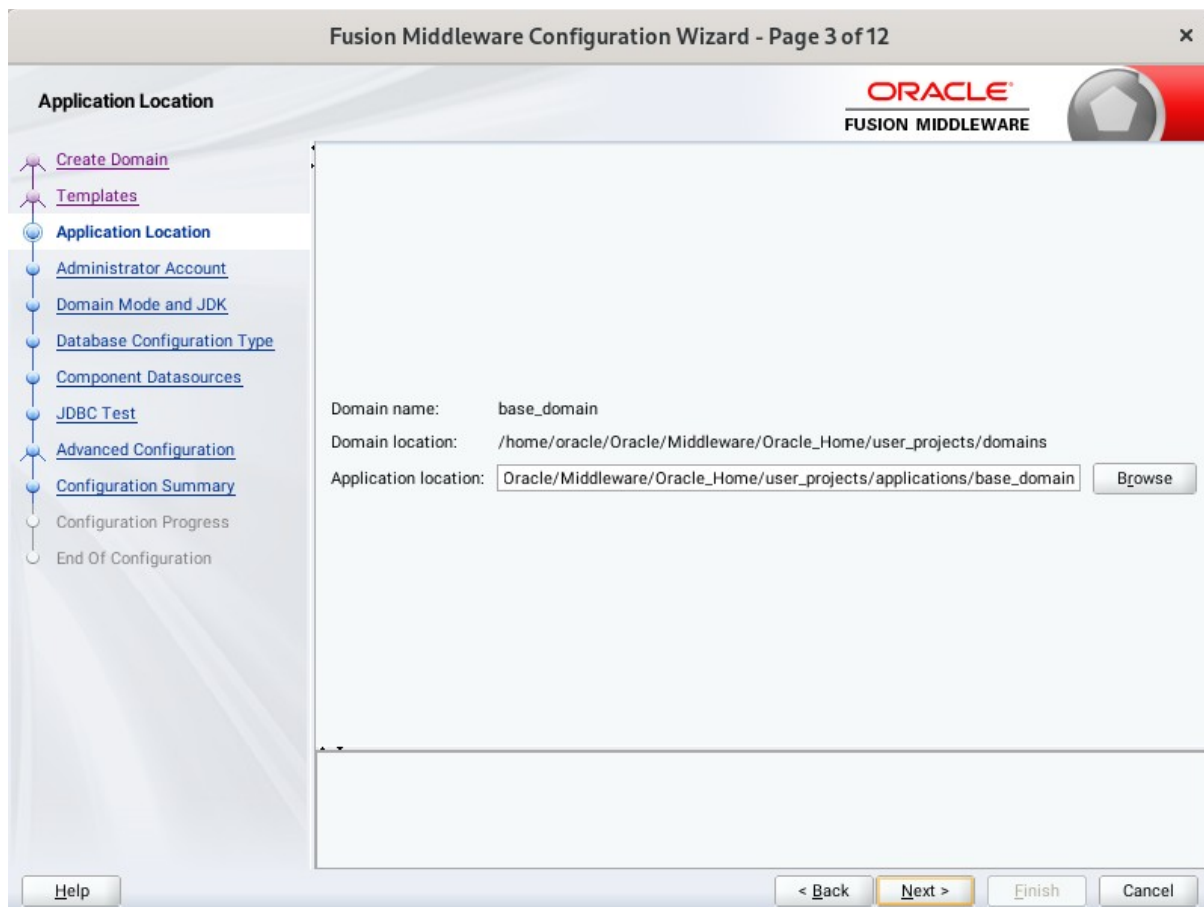 Fusion Middleware Configuration Wizard - Page 3 of 12
Application Location
ORACLE
FUSION MIDDLEWARE
Create Domain
Templates
Application Location
Administrator Account
Domain Mode and JDK
Database Configuration Type
Component Datasources
JDBC Test
Advanced Configuration
Configuration Summary
Configuration Progress
End Of Configuration
Domain name: base_domain
Domain location: /home/oracle/Oracle/Middleware/Oracle_Home/user_projects/domains
Application location: Oracle/Middleware/Oracle_Home/user_projects/applications/base_domain Browse
Help < Back Next > Finish Cancel